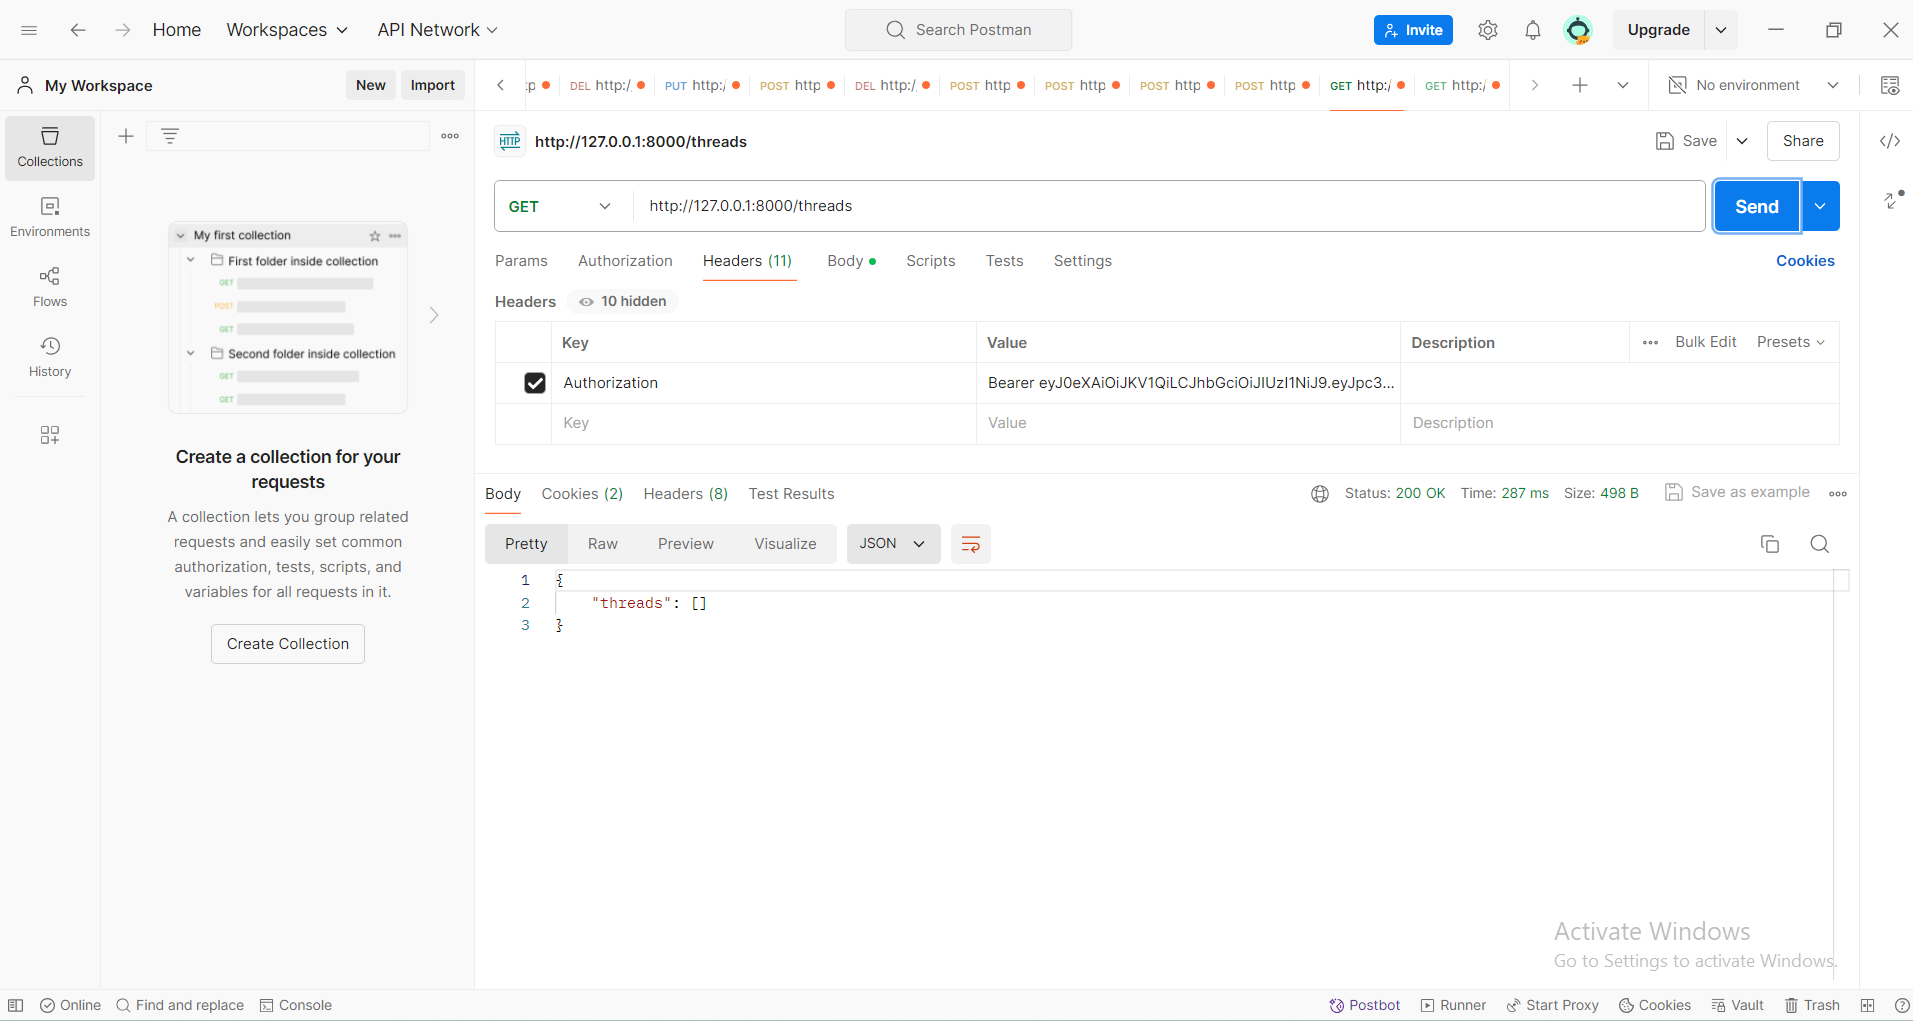 Home
Workspaces
API Network
Search Postman
Invite
Upgrade
My Workspace
New
Import
DEL http:/
PUT http:/
POST http
DEL http:/
POST http
POST http
POST http
POST http
GET http:/
GET http:/
No environment
Collections
Environments
Flows
History
My first collection
First folder inside collection
GET
POST
GET
Second folder inside collection
GET
GET
Create a collection for your
requests
A collection lets you group related
requests and easily set common
authorization, tests, scripts, and
variables for all requests in it.
Create Collection
HTTP
http://127.0.0.1:8000/threads
Save
Share
GET
http://127.0.0.1:8000/threads
Send
Params
Authorization
Headers (11)
Body
Scripts
Tests
Settings
Cookies
Headers
10 hidden
Key
Value
Description
Bulk Edit
Presets
Authorization
Bearer eyJ0eXAiOiJKV1QiLCJhbGciOiJIUzI1NiJ9.eyJpc3...
Key
Value
Description
Body
Cookies (2)
Headers (8)
Test Results
Status: 200 OK
Time: 287 ms
Size: 498 B
Save as example
Pretty
Raw
Preview
Visualize
JSON
1 {
2 "threads": []
3 }
Activate Windows
Go to Settings to activate Windows.
Online
Find and replace
Console
Postbot
Runner
Start Proxy
Cookies
Vault
Trash